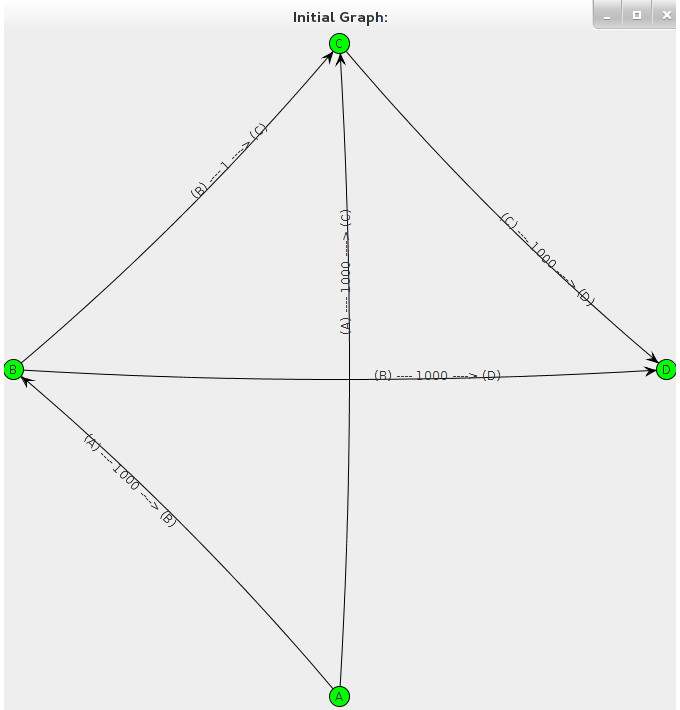 Initial Graph:
C
(B) ---- 1 ----> (C)
(C) ---- 1000 ----> (D)
(A) ---- 1000 ----> (C)
B
(B) ---- 1000 ----> (D)
D
(A) ---- 1000 ----> (B)
A